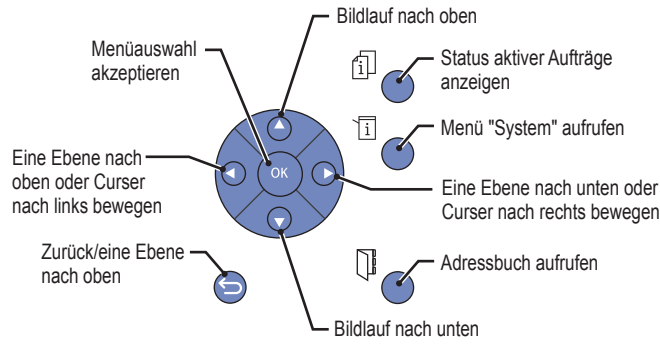 Bildlauf nach oben
Menüauswahl
akzeptieren
Status aktiver Aufträge
anzeigen
Menü "System" aufrufen
Eine Ebene nach
oben oder Curser
nach links bewegen
OK
Eine Ebene nach unten oder
Curser nach rechts bewegen
Zurück/eine Ebene
nach oben
Adressbuch aufrufen
Bildlauf nach unten